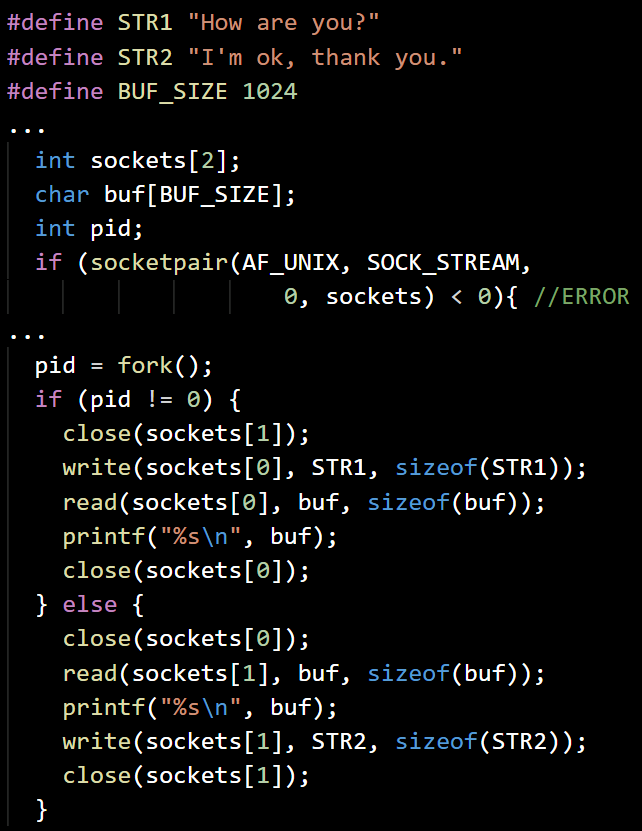 #define STR1 "How are you?"
#define STR2 "I'm ok, thank you."
#define BUF_SIZE 1024
...
  int sockets[2];
  char buf[BUF_SIZE];
  int pid;
  if (socketpair(AF_UNIX, SOCK_STREAM,
                    0, sockets) < 0){ //ERROR
...
  pid = fork();
  if (pid != 0) {
    close(sockets[1]);
    write(sockets[0], STR1, sizeof(STR1));
    read(sockets[0], buf, sizeof(buf));
    printf("%s\n", buf);
    close(sockets[0]);
  } else {
    close(sockets[0]);
    read(sockets[1], buf, sizeof(buf));
    printf("%s\n", buf);
    write(sockets[1], STR2, sizeof(STR2));
    close(sockets[1]);
  }